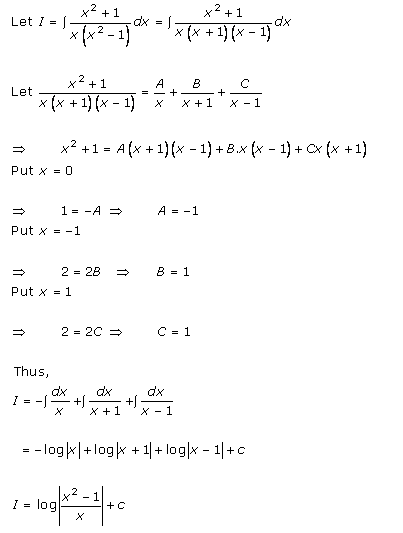 Let I = ∫ (x² + 1)/(x(x² − 1)) dx = ∫ (x² + 1)/(x(x + 1)(x − 1)) dx
Let (x² + 1)/(x(x + 1)(x − 1)) = A/x + B/(x + 1) + C/(x − 1)
⇒ x² + 1 = A(x + 1)(x − 1) + B.x(x − 1) + Cx(x + 1)
Put x = 0
⇒ 1 = −A ⇒ A = −1
Put x = −1
⇒ 2 = 2B ⇒ B = 1
Put x = 1
⇒ 2 = 2C ⇒ C = 1
Thus,
I = −∫ dx/x + ∫ dx/(x + 1) + ∫ dx/(x − 1)
= −log|x| + log|x + 1| + log|x − 1| + c
I = log|(x² − 1)/x| + c